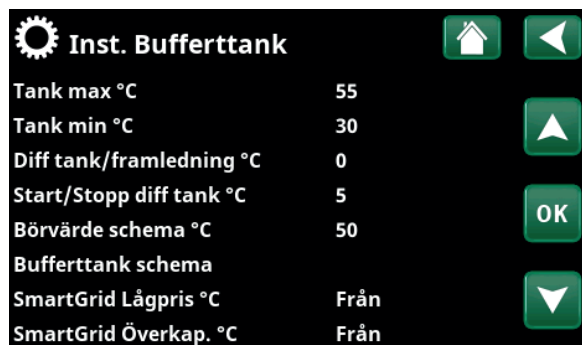 Inst. Bufferttank
Tank max °C 55
Tank min °C 30
Diff tank/framledning °C 0
Start/Stopp diff tank °C 5
Börvärde schema °C 50
OK
Bufferttank schema
SmartGrid Lågpris °C Från
SmartGrid Överkap. °C Från